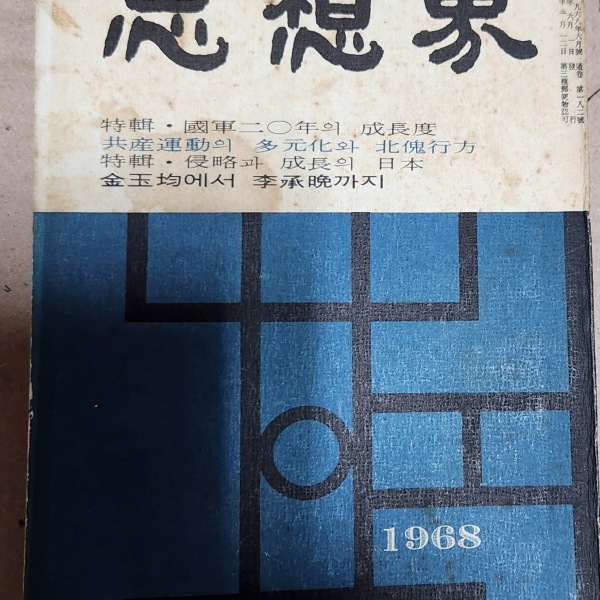 思想界
特輯·國軍二〇年의 成長度
共産運動의 多元化와 北傀行方
特輯·侵略과 成長의 日本
金玉均에서 李承晩까지
1968